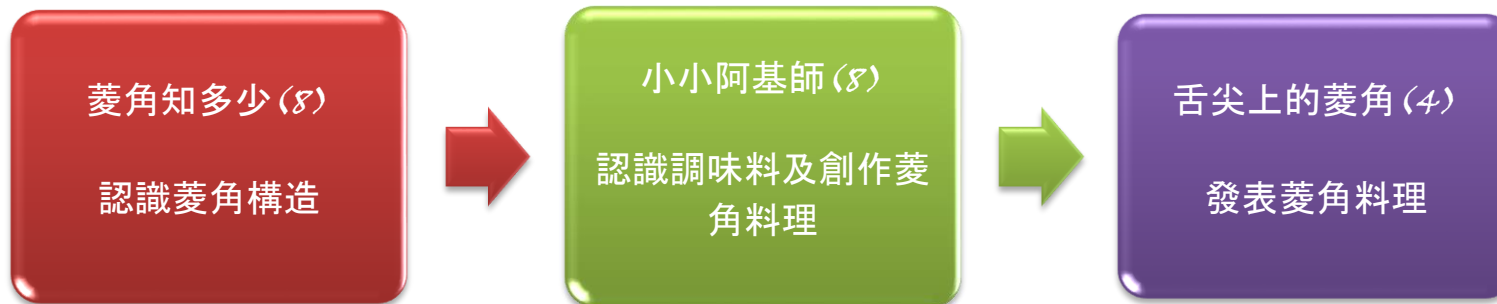 菱角知多少(8)
認識菱角構造
小小阿基師(8)
認識調味料及創作菱
角料理
舌尖上的菱角(4)
發表菱角料理